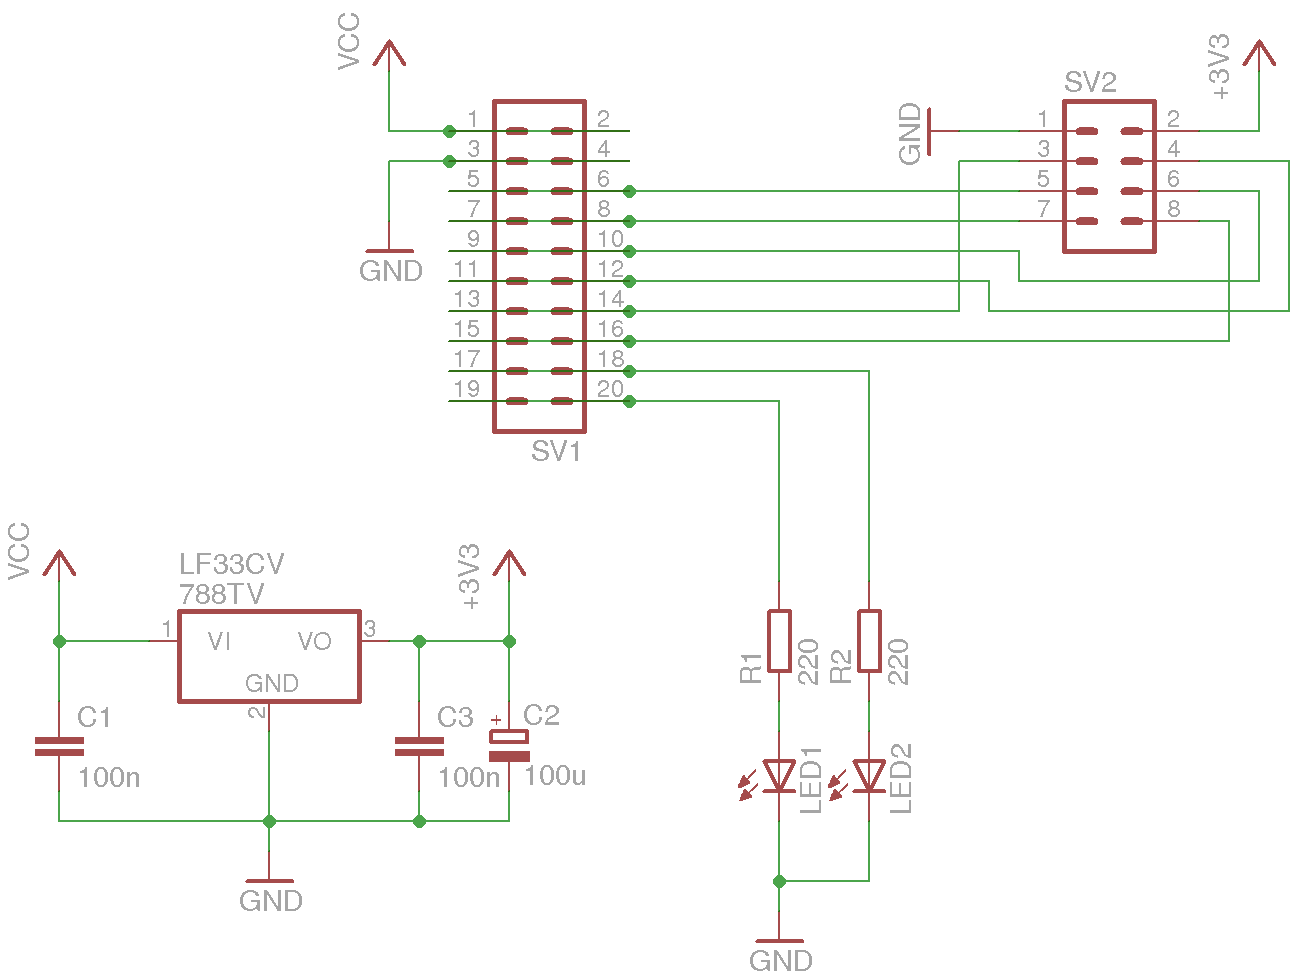 VCC
1 2
3 4
5 6
7 8
9 10
11 12
13 14
15 16
17 18
19 20
SV1
GND
SV2
+3V3
GND
1 2
3 4
5 6
7 8
VCC
LF33CV
788TV
1 VI VO 3
GND
2
+3V3
C1
100n
C3
100n
+ C2
100u
GND
R1
220
R2
220
LED1
LED2
GND